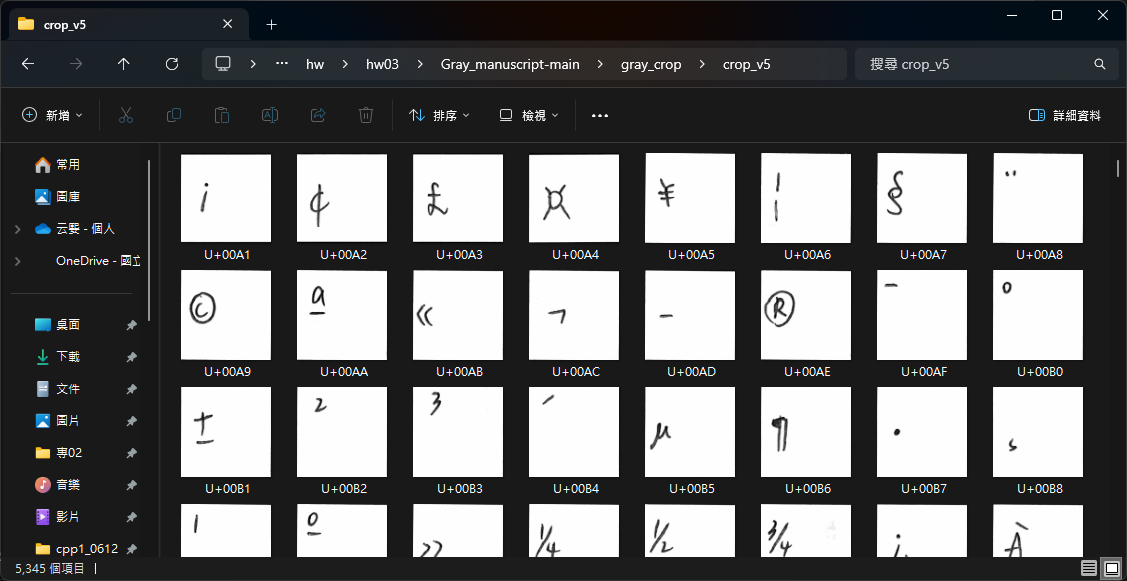 crop_v5
hw > hw03 > Gray_manuscript-main > gray_crop > crop_v5
搜尋 crop_v5
新增
排序
檢視
詳細資料
常用
圖庫
云嬰 - 個人
OneDrive - 國立
桌面
下載
文件
圖片
專02
音樂
影片
cpp1_0612
¡ ¢ £ ¤ ¥ ¦ § ¨
U+00A1 U+00A2 U+00A3 U+00A4 U+00A5 U+00A6 U+00A7 U+00A8
© ª « ¬ - ® ¯ °
U+00A9 U+00AA U+00AB U+00AC U+00AD U+00AE U+00AF U+00B0
± ² ³ ´ µ ¶ · ¸
U+00B1 U+00B2 U+00B3 U+00B4 U+00B5 U+00B6 U+00B7 U+00B8
¹ º » ¼ ½ ¾ ¿
5,345 個項目